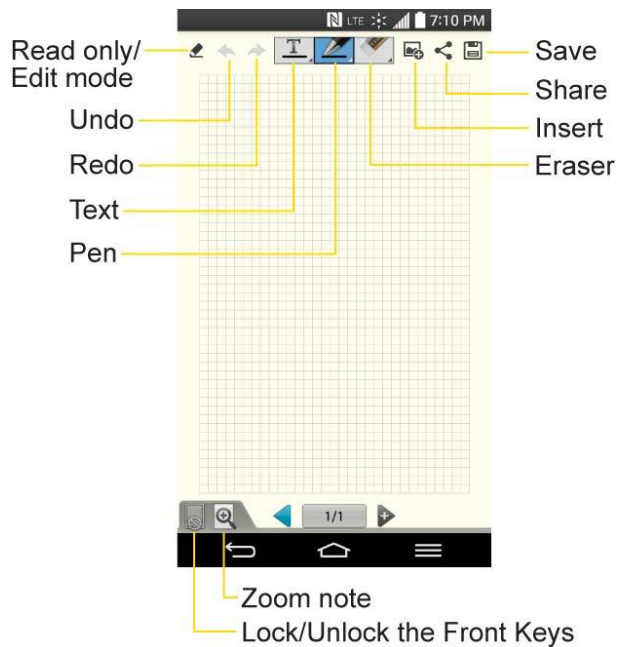 LTE 7:10 PM
Read only/
Edit mode
Undo
Redo
Text
Pen
T
Save
Share
Insert
Eraser
1/1
Zoom note
Lock/Unlock the Front Keys